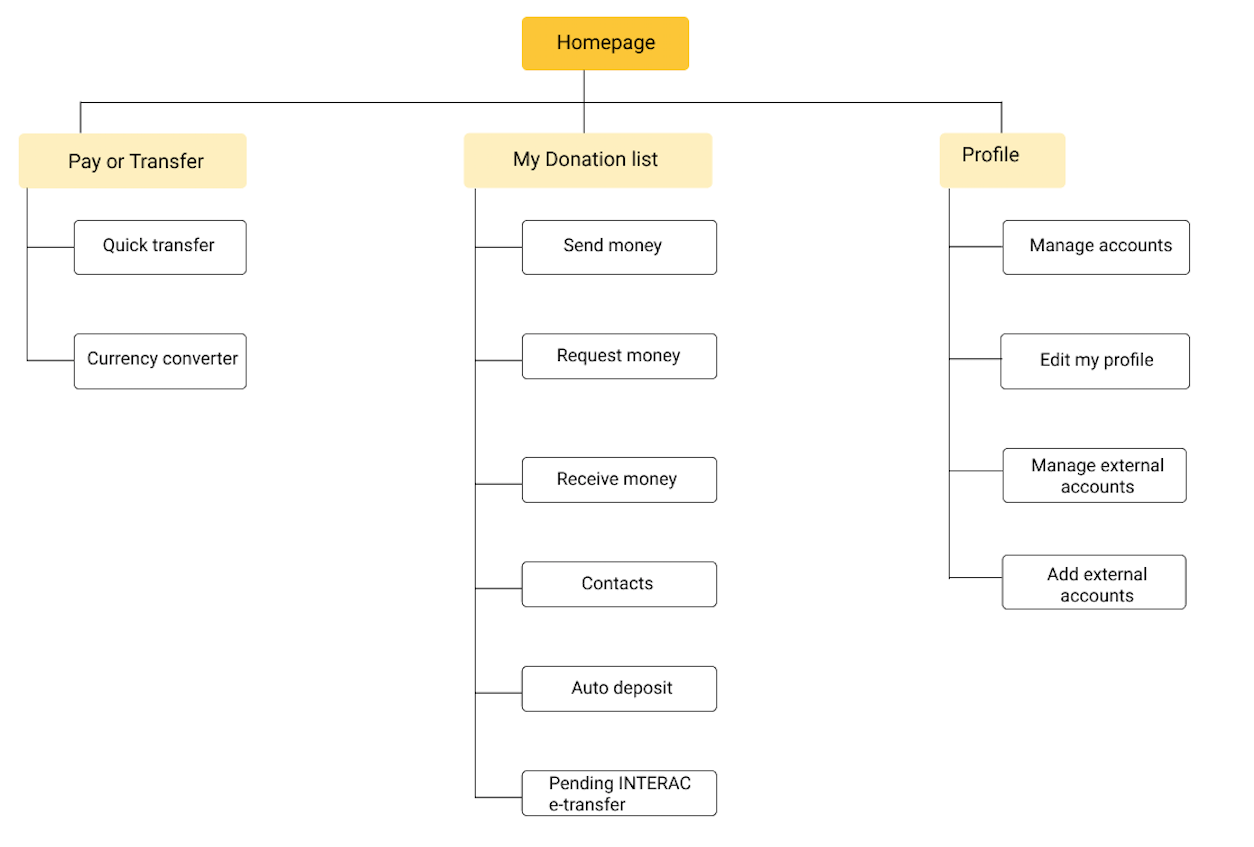 Homepage
Pay or Transfer
My Donation list
Profile
Quick transfer
Currency converter
Send money
Request money
Receive money
Contacts
Auto deposit
Pending INTERAC
e-transfer
Manage accounts
Edit my profile
Manage external
accounts
Add external
accounts